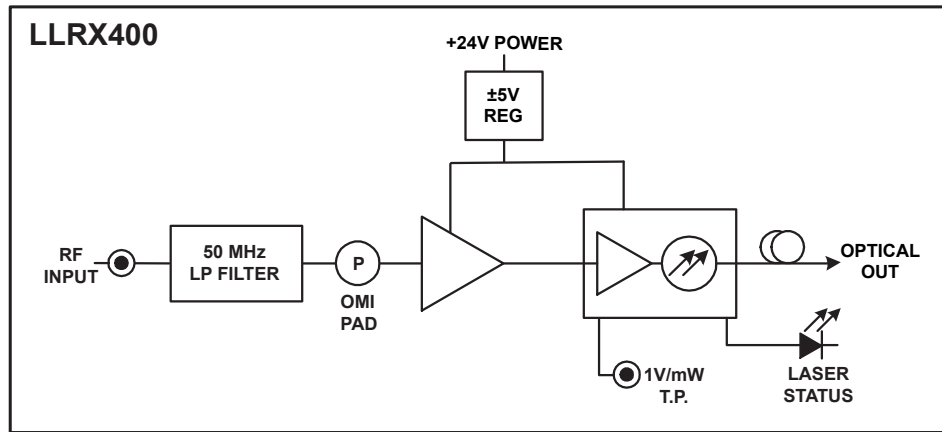 LLRX400
+24V POWER
±5V
REG
RF
INPUT
50 MHz
LP FILTER
P
OMI
PAD
OPTICAL
OUT
1V/mW
T.P.
LASER
STATUS